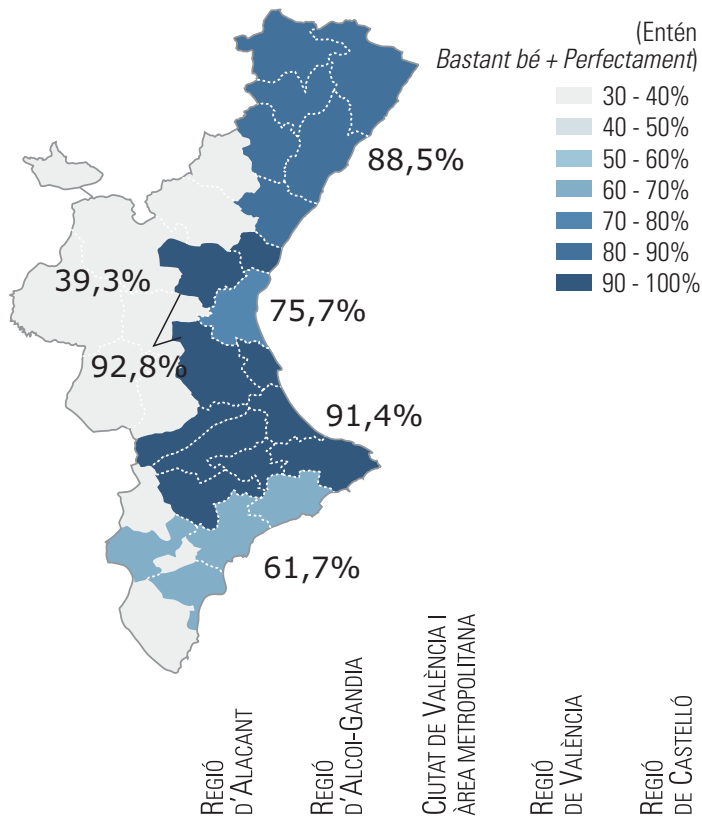 (Entén
Bastant bé + Perfectament)
30 - 40%
40 - 50%
50 - 60%
60 - 70%
70 - 80%
80 - 90%
90 - 100%
88,5%
39,3%
75,7%
92,8%
91,4%
61,7%
REGIÓ
D'ALACANT
REGIÓ
D'ALCOI-GANDIA
CIUTAT DE VALÈNCIA I
ÀREA METROPOLITANA
REGIÓ
DE VALÈNCIA
REGIÓ
DE CASTELLÓ